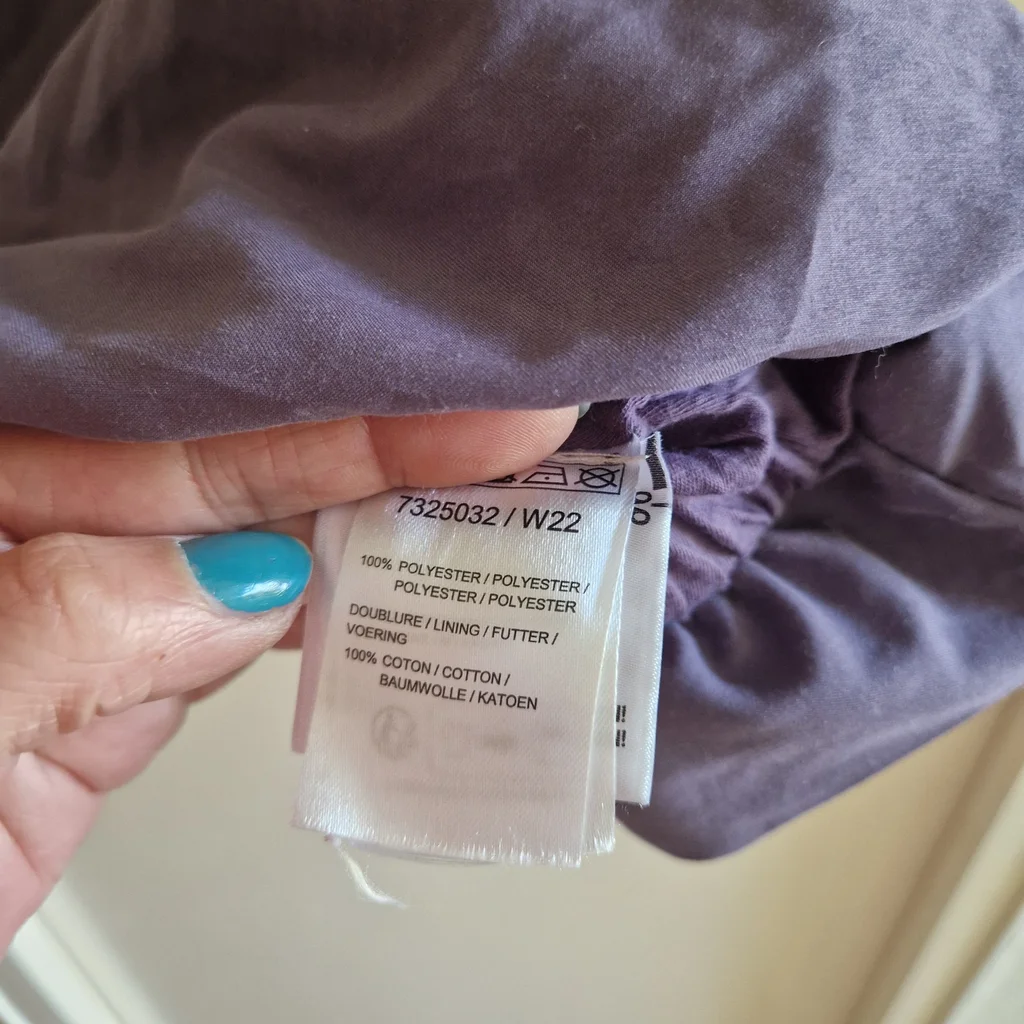 7325032 / W22
100% POLYESTER / POLYESTER /
POLYESTER / POLYESTER
DOUBLURE / LINING / FUTTER /
VOERING
100% COTON / COTTON /
BAUMWOLLE / KATOEN